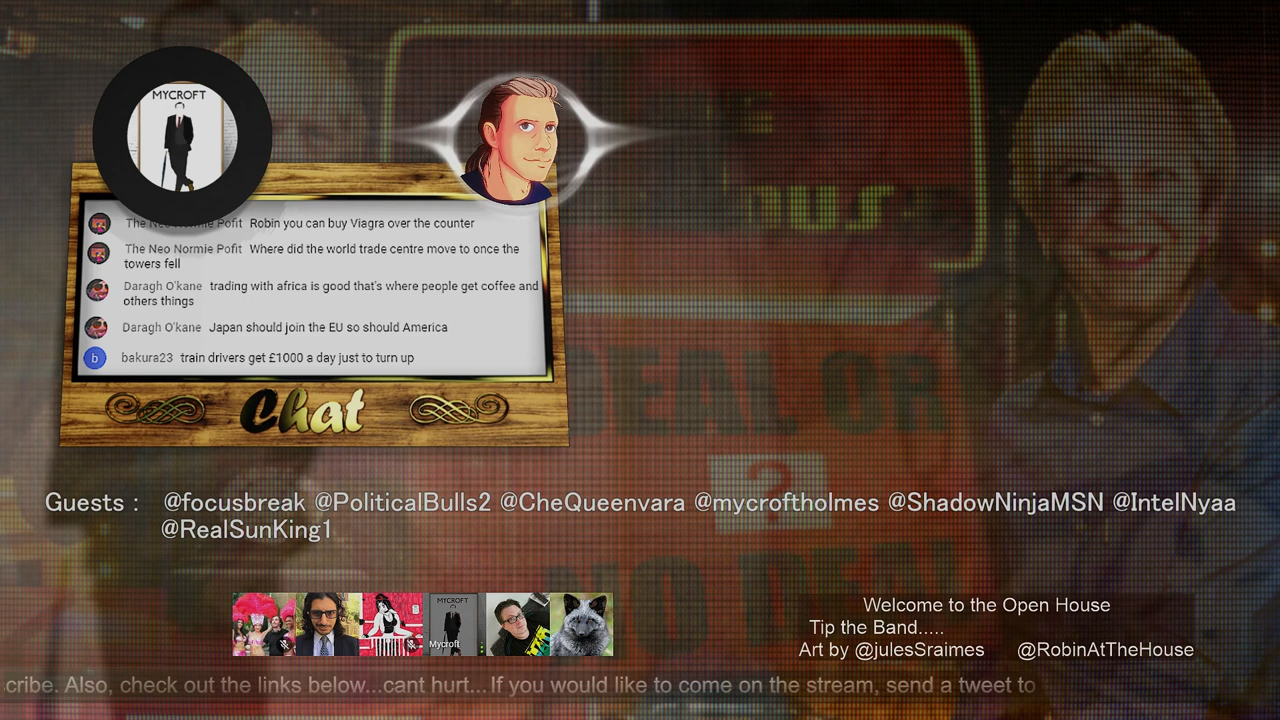 MYCROFT
The Neo Normie Pofit Robin you can buy Viagra over the counter
The Neo Normie Pofit Where did the world trade centre move to once the
towers fell
Daragh O'kane trading with africa is good that's where people get coffee and
others things
Daragh O'kane Japan should join the EU so should America
b bakura23 train drivers get £1000 a day just to turn up
Chat
DEAL OR
?
NO DEAL
Guests : @focusbreak @PoliticalBulls2 @CheQueenvara @mycroftholmes @ShadowNinjaMSN @IntelNyaa
@RealSunKing1
MYCROFT
Mycroft
Welcome to the Open House
Tip the Band.....
Art by @julesSraimes @RobinAtTheHouse
cribe. Also, check out the links below...cant hurt... If you would like to come on the stream, send a tweet to